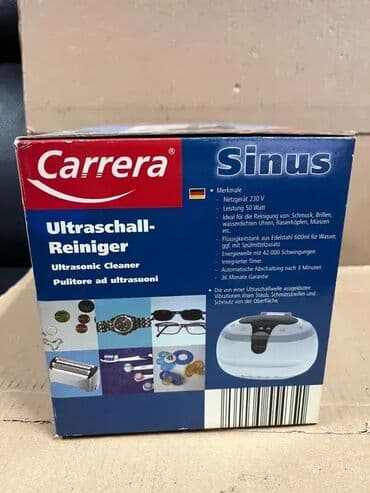 Carrera®
Sinus
Ultraschall-
Reiniger
Ultrasonic Cleaner
Pulitore ad ultrasuoni
• Merkmale
- Netzgerät 230 V
- Leistung 50 Watt
- Ideal für die Reinigung von: Schmuck, Brillen,
wasserdichten Uhren, Rasierköpfen, Münzen
etc.
- Flüssigkeitstank aus Edelstahl 600ml für Wasser,
ggf. mit Spülmittelzusatz
- Energiewelle mit 42.000 Schwingungen
- Integrierter Timer
- Automatische Abschaltung nach 3 Minuten
- 36 Monate Garantie
• Die von einer Ultraschallwelle ausgelösten
Vibrationen lösen Staub, Schmierstreifen und
Schmutz von der Oberfläche.